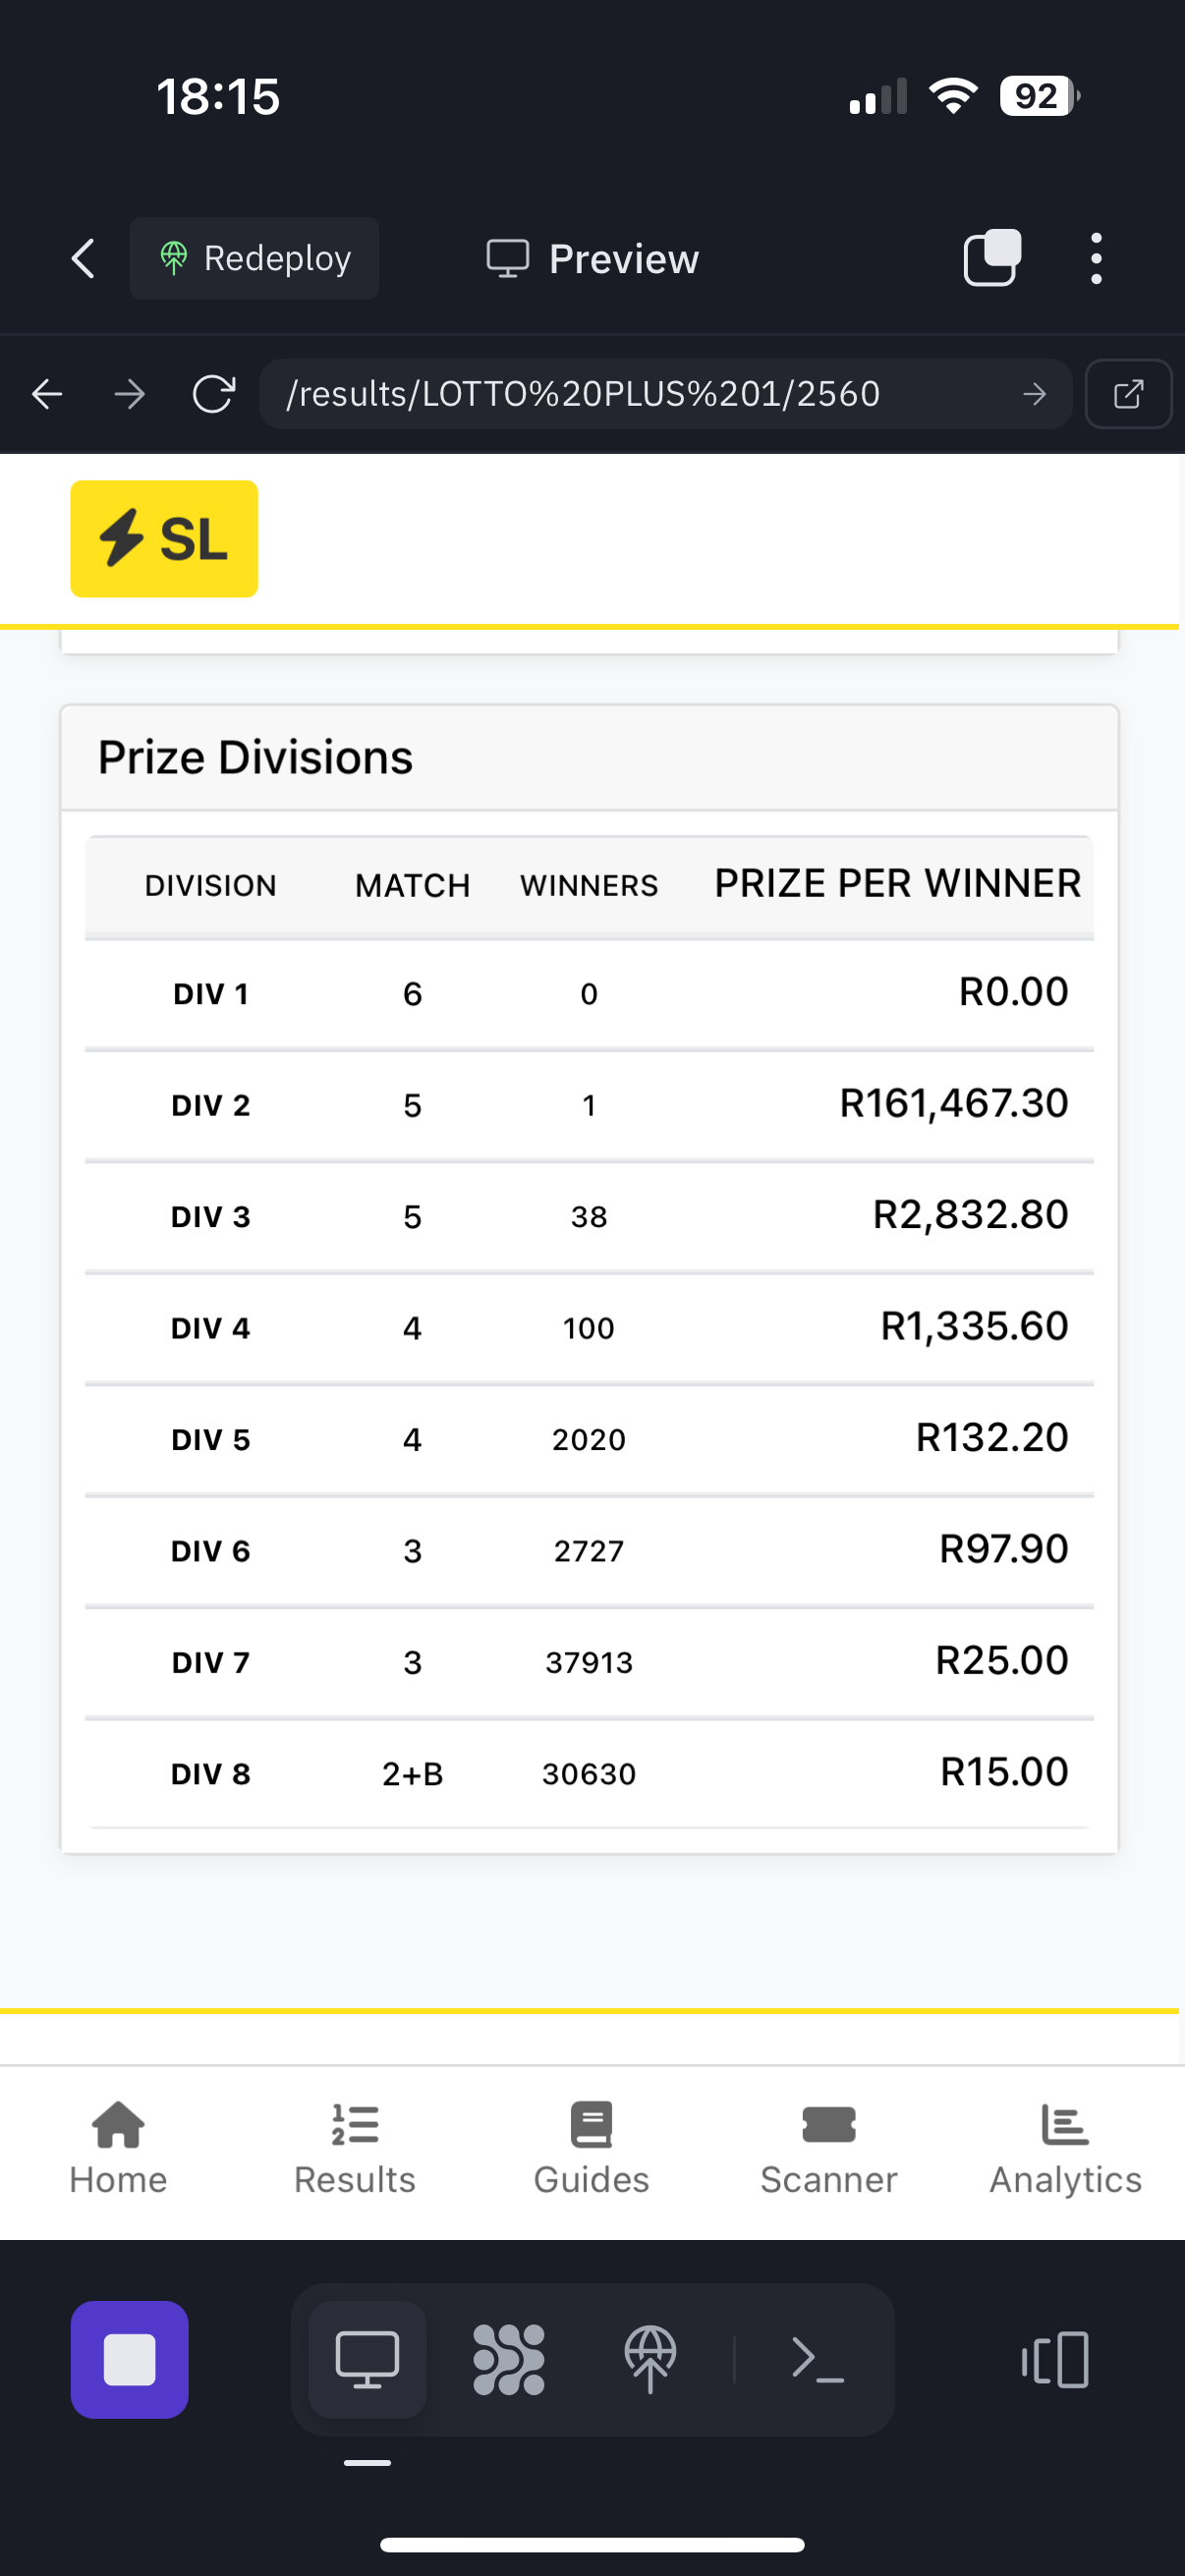 18:15
92
Redeploy
Preview
/results/LOTTO%20PLUS%201/2560
SL
Prize Divisions
DIVISION MATCH WINNERS PRIZE PER WINNER
DIV 1 6 0 R0.00
DIV 2 5 1 R161,467.30
DIV 3 5 38 R2,832.80
DIV 4 4 100 R1,335.60
DIV 5 4 2020 R132.20
DIV 6 3 2727 R97.90
DIV 7 3 37913 R25.00
DIV 8 2+B 30630 R15.00
Home Results Guides Scanner Analytics